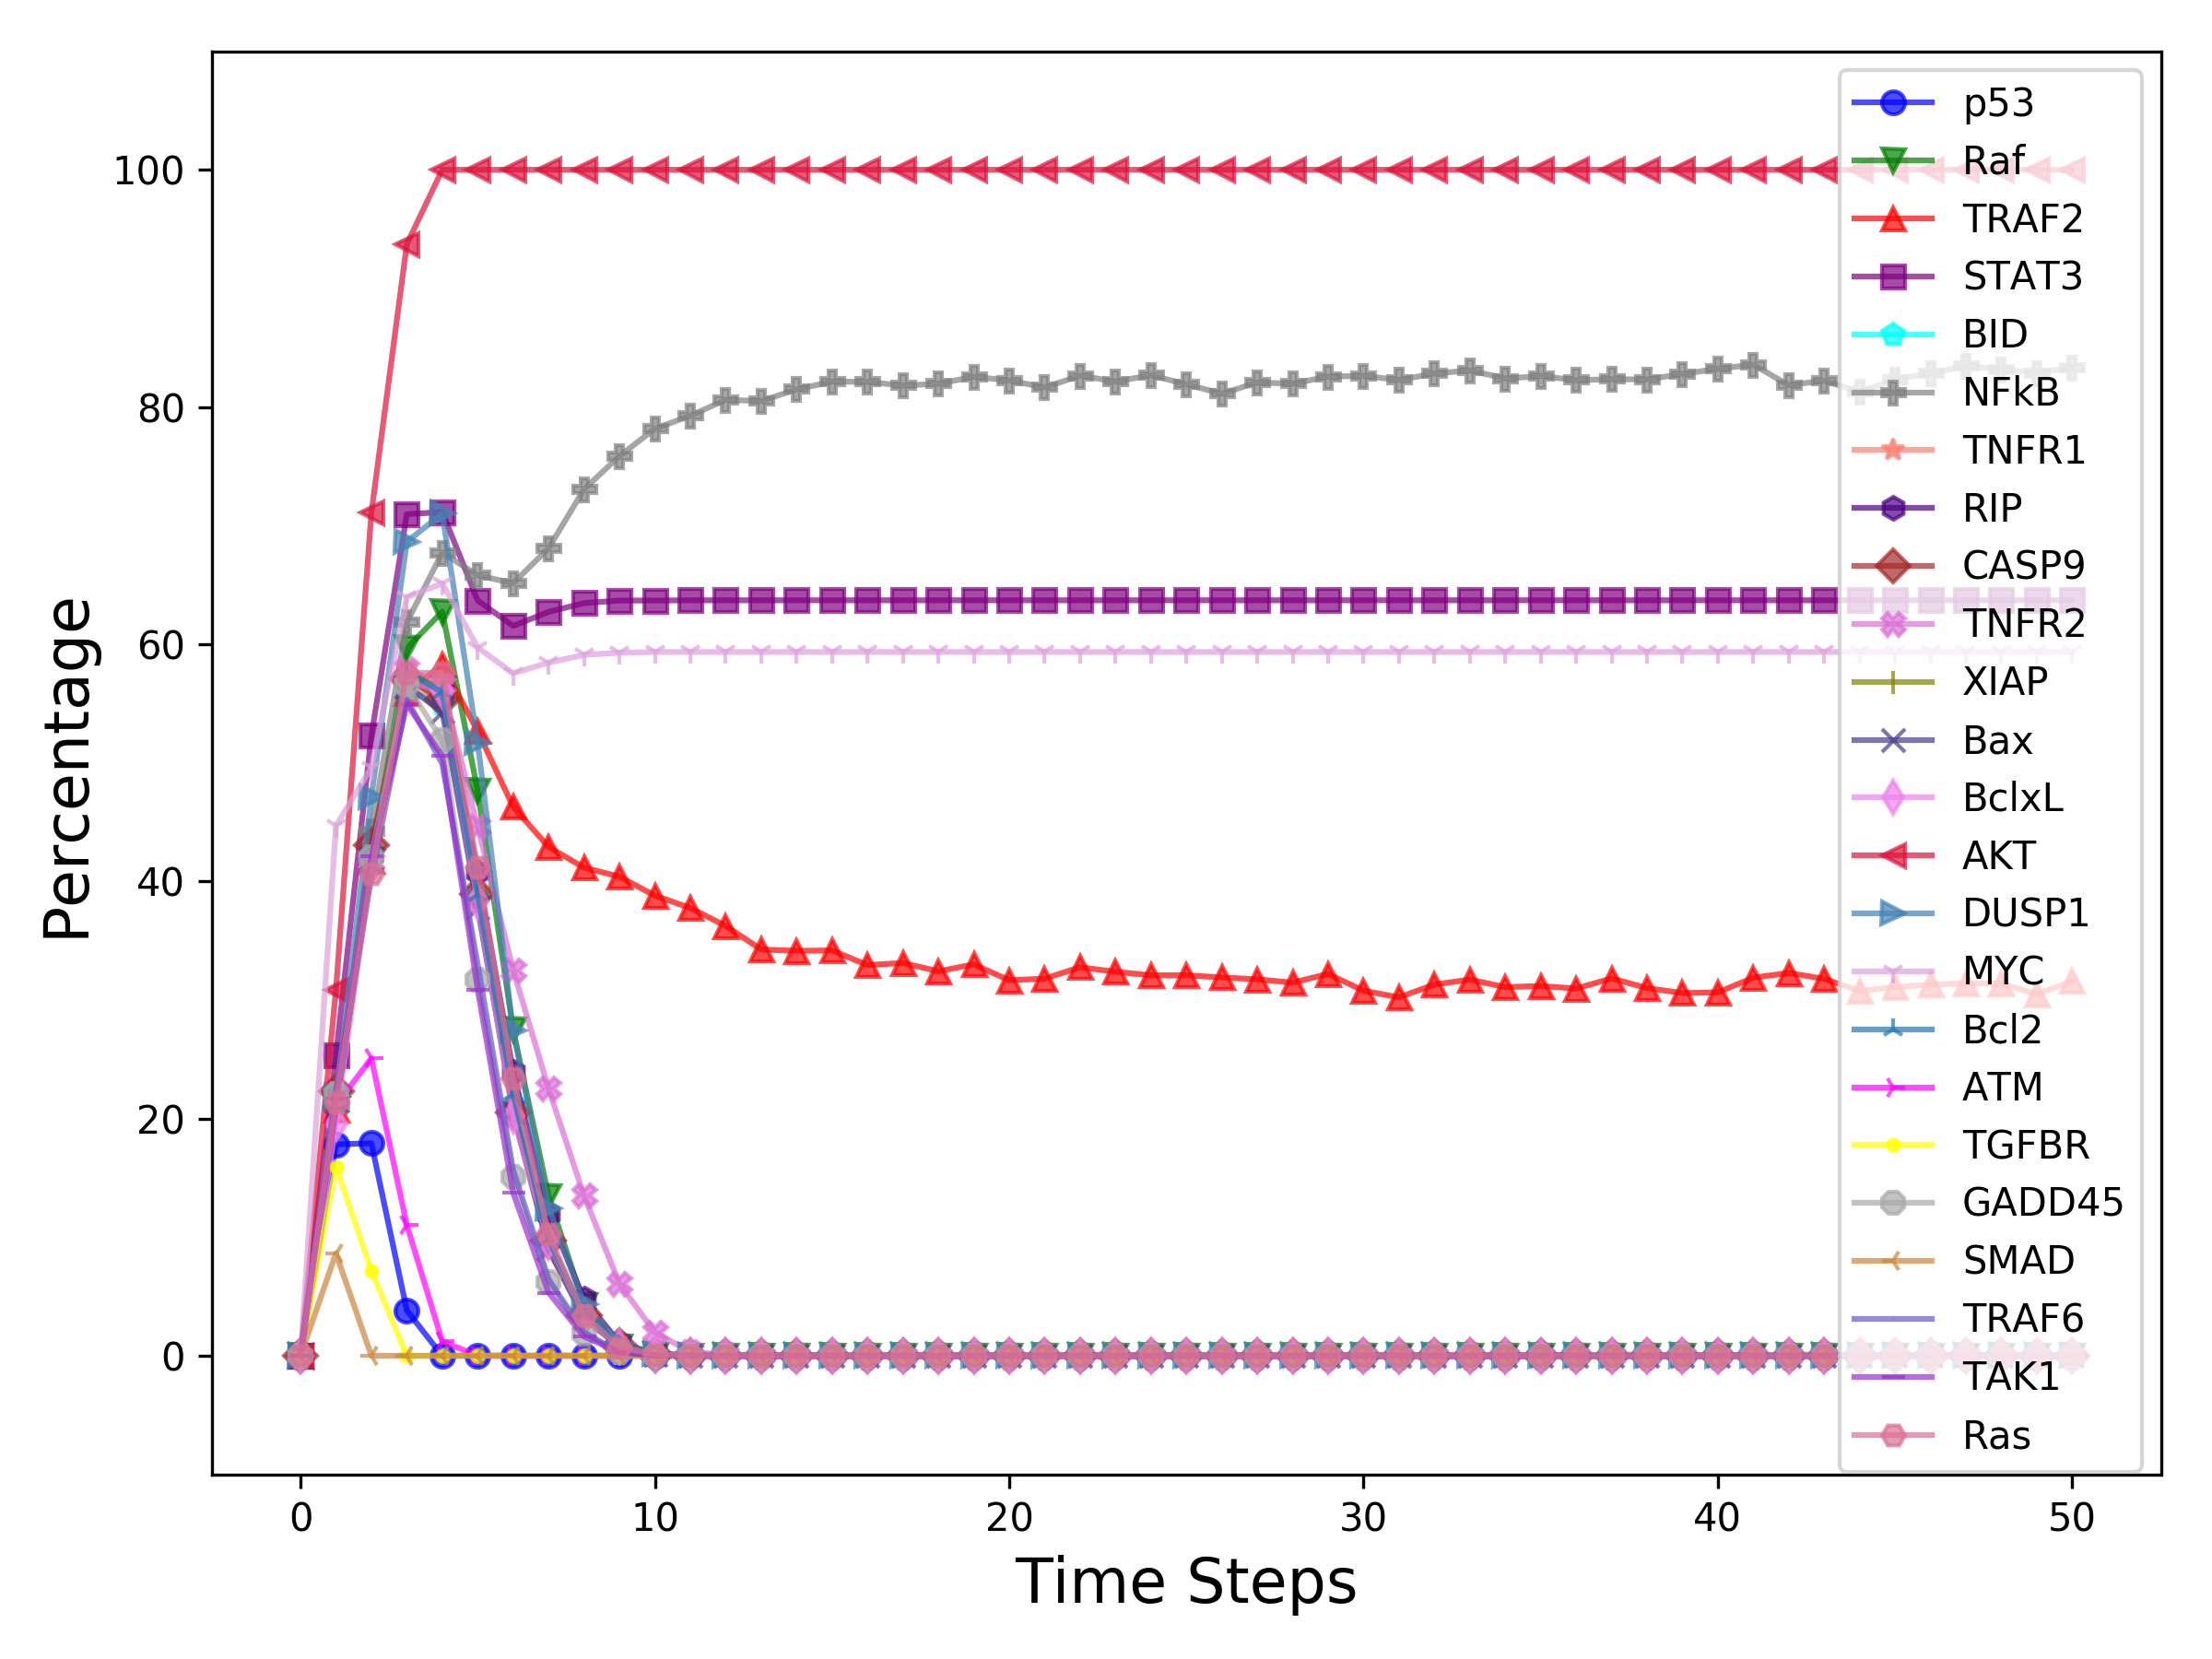 Percentage
100
80
60
40
20
0
0 10 20 30 40 50
Time Steps
p53
Raf
TRAF2
STAT3
BID
NFkB
TNFR1
RIP
CASP9
TNFR2
XIAP
Bax
BclxL
AKT
DUSP1
MYC
Bcl2
ATM
TGFBR
GADD45
SMAD
TRAF6
TAK1
Ras